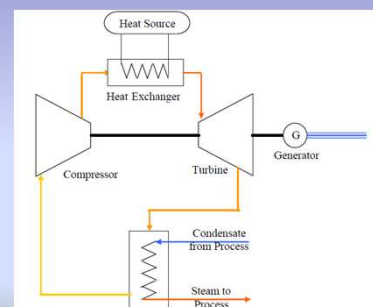 Heat Source
Heat Exchanger
Compressor
Turbine
G
Generator
Condensate
from Process
Steam to
Process